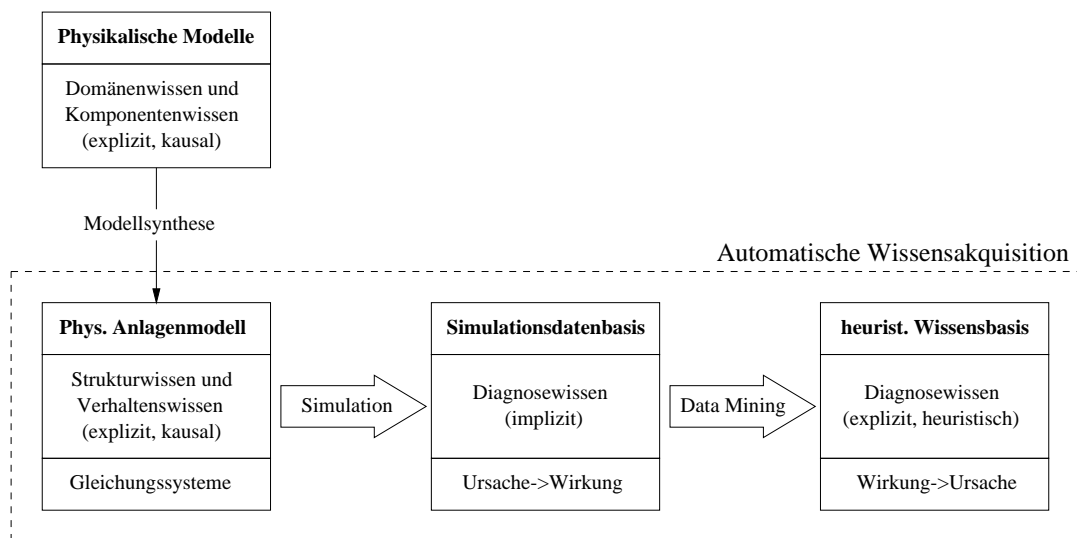 Physikalische Modelle
Domänenwissen und
Komponentenwissen
(explizit, kausal)
Modellsynthese
Automatische Wissensakquisition
Phys. Anlagenmodell
Strukturwissen und
Verhaltenswissen
(explizit, kausal)
Gleichungssysteme
Simulation
Simulationsdatenbasis
Diagnosewissen
(implizit)
Ursache->Wirkung
Data Mining
heurist. Wissensbasis
Diagnosewissen
(explizit, heuristisch)
Wirkung->Ursache